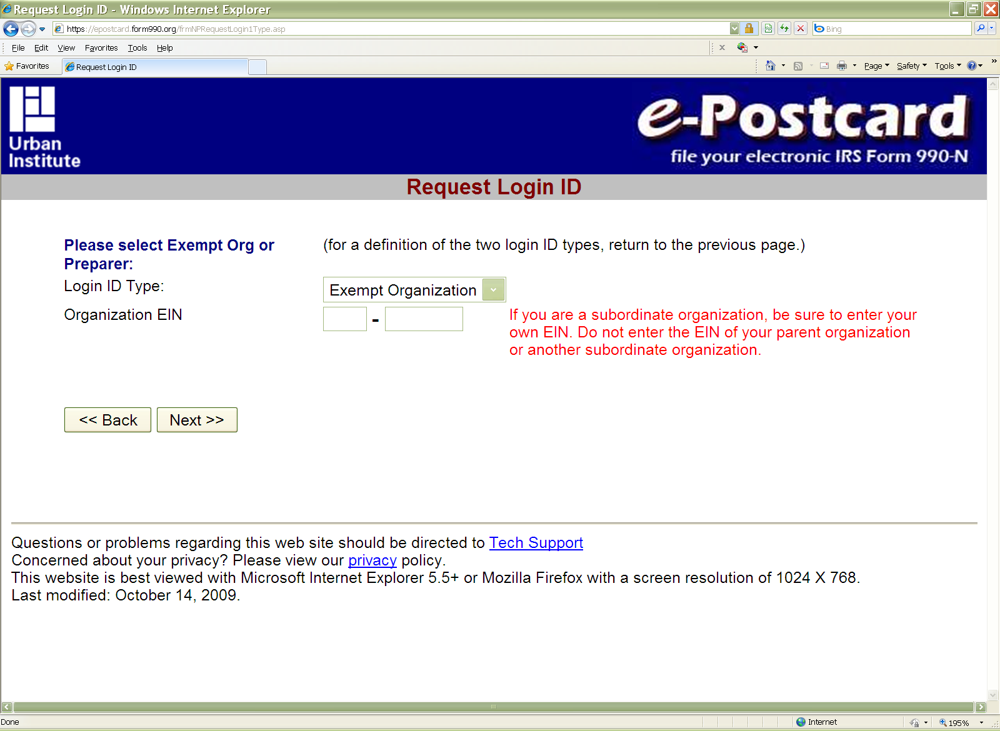 Request Login ID - Windows Internet Explorer
https://epostcard.form990.org/frmNPRequestLogin1Type.asp
Bing
File Edit View Favorites Tools Help
Favorites Request Login ID Page Safety Tools
Urban
Institute
e-Postcard
file your electronic IRS Form 990-N
Request Login ID
Please select Exempt Org or
Preparer:
(for a definition of the two login ID types, return to the previous page.)
Login ID Type:
Exempt Organization
Organization EIN
-
If you are a subordinate organization, be sure to enter your
own EIN. Do not enter the EIN of your parent organization
or another subordinate organization.
<< Back Next >>
Questions or problems regarding this web site should be directed to Tech Support
Concerned about your privacy? Please view our privacy policy.
This website is best viewed with Microsoft Internet Explorer 5.5+ or Mozilla Firefox with a screen resolution of 1024 X 768.
Last modified: October 14, 2009.
Done Internet 195%